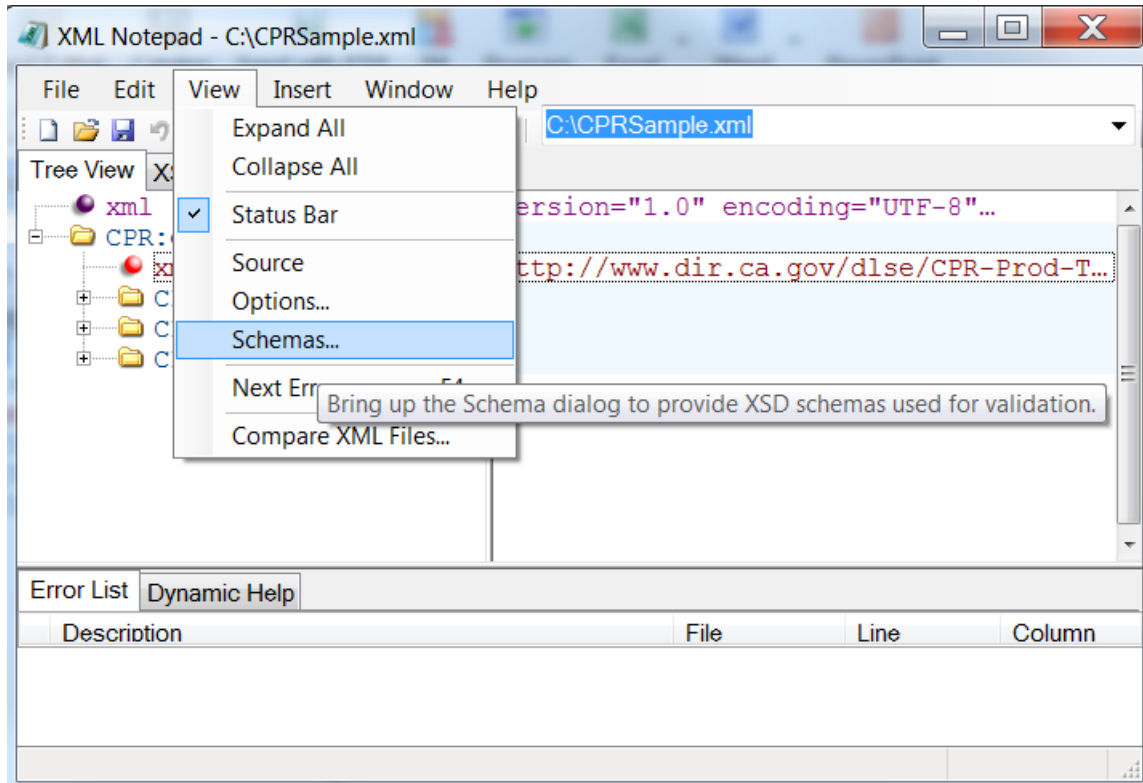 XML Notepad - C:\CPRSample.xml
File Edit View Insert Window Help
Expand All C:\CPRSample.xml
Collapse All
Tree View
Status Bar
xml ersion="1.0" encoding="UTF-8"...
CPR:
Source
ttp://www.dir.ca.gov/dlse/CPR-Prod-T...
Options...
Schemas...
Next
Bring up the Schema dialog to provide XSD schemas used for validation.
Compare XML Files...
Error List Dynamic Help
Description File Line Column